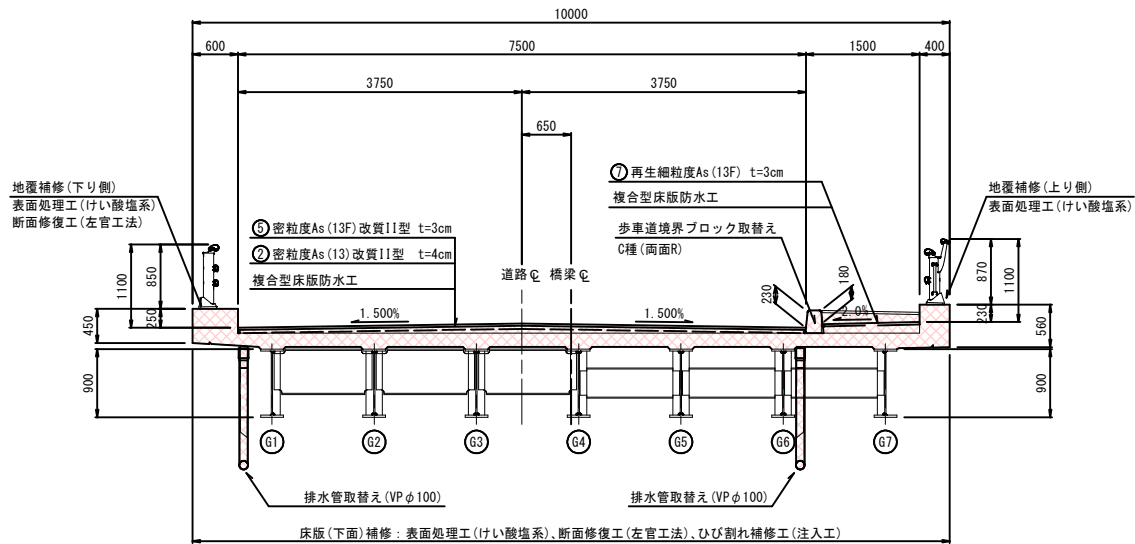 10000
600
7500
1500
400
3750
3750
650
地覆補修(下り側)
表面処理工(けい酸塩系)
断面修復工(左官工法)
⑤密粒度As(13F)改質II型 t=3cm
②密粒度As(13)改質II型 t=4cm
複合型床版防水工
道路℄
橋梁℄
⑦再生細粒度As(13F) t=3cm
複合型床版防水工
歩車道境界ブロック取替え
C種(両面R)
地覆補修(上り側)
表面処理工(けい酸塩系)
1100
850
250
450
900
1.500%
1.500%
230
180
2.0%
870
1100
230
560
900
G1
G2
G3
G4
G5
G6
G7
排水管取替え(VPφ100)
排水管取替え(VPφ100)
床版(下面)補修:表面処理工(けい酸塩系)、断面修復工(左官工法)、ひび割れ補修工(注入工)